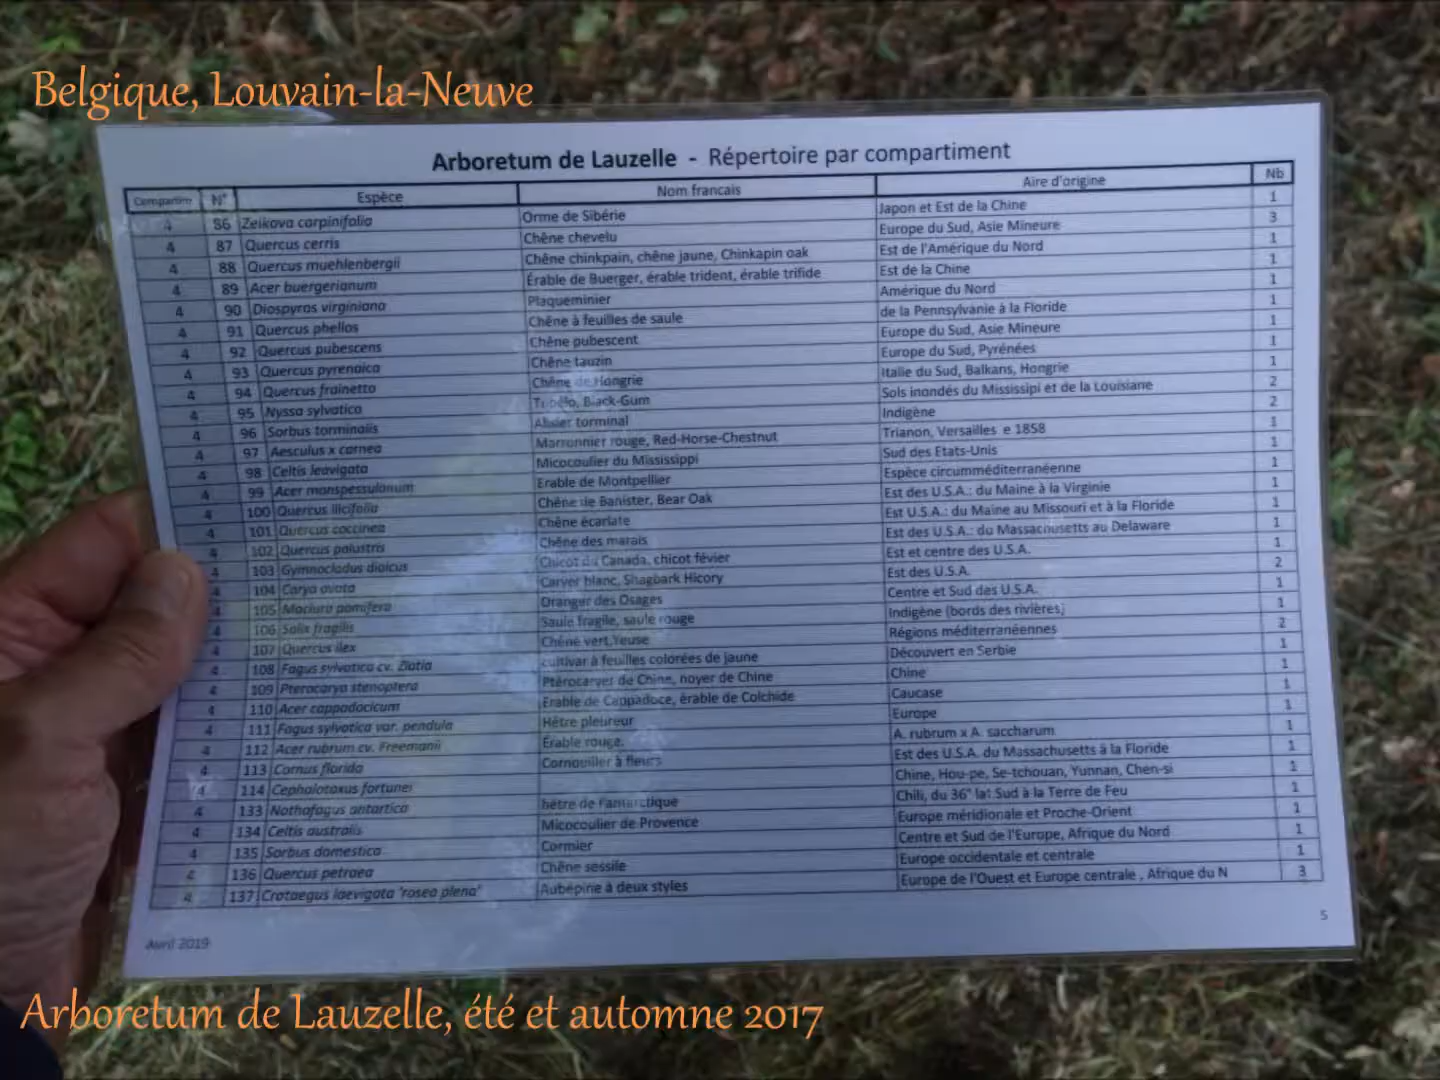 Belgique, Louvain-la-Neuve
Arboretum de Lauzelle - Répertoire par compartiment
Compartim N° Espèce Nom francais Aire d'origine Nb
4 86 Zelkova carpinifolia Orme de Sibérie Japon et Est de la Chine 1
4 87 Quercus cerris Chêne chevelu Europe du Sud, Asie Mineure 3
4 88 Quercus muehlenbergii Chêne chinkpain, chêne jaune, Chinkapin oak Est de l'Amérique du Nord 1
4 89 Acer buergerianum Érable de Buerger, érable trident, érable trifide Est de la Chine 1
4 90 Diospyros virginiana Plaqueminier Amérique du Nord 1
4 91 Quercus phellos Chêne à feuilles de saule de la Pennsylvanie à la Floride 1
4 92 Quercus pubescens Chêne pubescent Europe du Sud, Asie Mineure 1
4 93 Quercus pyrenaica Chêne tauzin Europe du Sud, Pyrénées 1
4 94 Quercus frainetto Chêne de Hongrie Italie du Sud, Balkans, Hongrie 1
4 95 Nyssa sylvatica Tupélo, Black-Gum Sols inondés du Mississipi et de la Louisiane 2
4 96 Sorbus torminalis Alisier torminal Indigène 2
4 97 Aesculus x carnea Marronnier rouge, Red-Horse-Chestnut Trianon, Versailles e 1858 1
4 98 Celtis leavigata Micocoulier du Mississippi Sud des Etats-Unis 1
4 99 Acer monspessulanum Erable de Montpellier Espèce circumméditerranéenne 1
4 100 Quercus ilicifolia Chêne de Banister, Bear Oak Est des U.S.A.: du Maine à la Virginie 1
4 101 Quercus coccinea Chêne écarlate Est U.S.A.: du Maine au Missouri et à la Floride 1
4 102 Quercus palustris Chêne des marais Est des U.S.A.: du Massachusetts au Delaware 1
4 103 Gymnocladus dioicus Chicot du Canada, chicot févier Est et centre des U.S.A. 1
4 104 Carya ovata Caryer blanc, Shagbark Hicory Est des U.S.A. 2
4 105 Maclura pomifera Oranger des Osages Centre et Sud des U.S.A. 1
4 106 Salix fragilis Saule fragile, saule rouge Indigène (bords des rivières) 1
4 107 Quercus ilex Chêne vert,Yeuse Régions méditerranéennes 2
4 108 Fagus sylvatica cv. Zlatia cultivar à feuilles colorées de jaune Découvert en Serbie 1
4 109 Pterocarya stenoptera Ptérocaryer de Chine, noyer de Chine Chine 1
4 110 Acer cappadocicum Erable de Cappadoce, érable de Colchide Caucase 1
4 111 Fagus sylvatica var. pendula Hêtre pleureur Europe 1
4 112 Acer rubrum cv. Freemanii Érable rouge. A. rubrum x A. saccharum 1
4 113 Cornus florida Cornouiller à fleurs Est des U.S.A. du Massachusetts à la Floride 1
4 114 Cephalotaxus fortunei Chine, Hou-pe, Se-tchouan, Yunnan, Chen-si 1
4 133 Nothofagus antartica hêtre de l'antarctique Chili, du 36° lat Sud à la Terre de Feu 1
4 134 Celtis australis Micocoulier de Provence Europe méridionale et Proche-Orient 1
4 135 Sorbus domestica Cormier Centre et Sud de l'Europe, Afrique du Nord 1
4 136 Quercus petraea Chêne sessile Europe occidentale et centrale 1
4 137 Crataegus laevigata 'rosea plena' Aubépine à deux styles Europe de l'Ouest et Europe centrale , Afrique du N 3
Avril 2019 5
Arboretum de Lauzelle, été et automne 2017